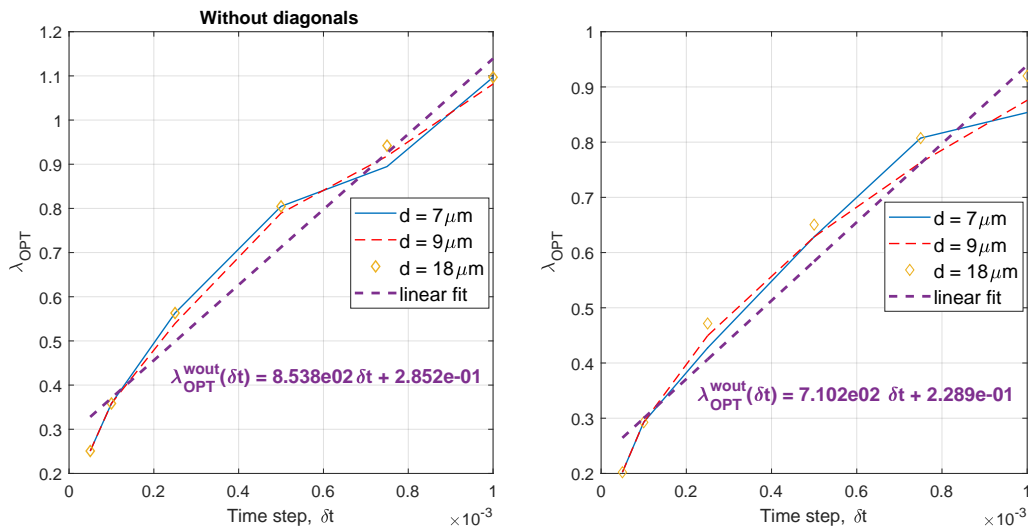 Without diagonals
1.2
1.1
1
0.9
0.8
0.7
0.6
0.5
0.4
0.3
0.2
λOPT
d = 7μm
d = 9μm
d = 18μm
linear fit
λOPT^wout(δt) = 8.538e02 δt + 2.852e-01
0 0.2 0.4 0.6 0.8 1
Time step, δt
×10^-3
1
0.9
0.8
0.7
0.6
0.5
0.4
0.3
0.2
λOPT
d = 7μm
d = 9μm
d = 18μm
linear fit
λOPT^wout(δt) = 7.102e02 δt + 2.289e-01
0 0.2 0.4 0.6 0.8 1
Time step, δt
×10^-3